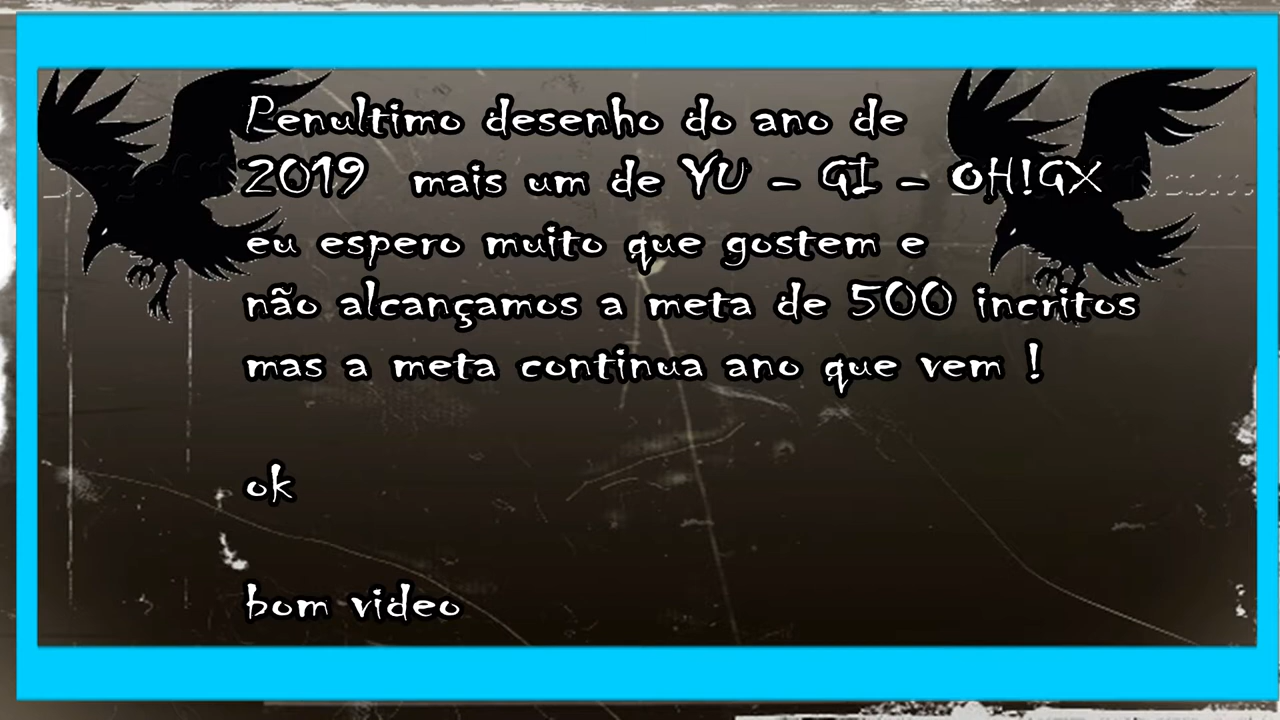 Penultimo desenho do ano de
2019 mais um de YU - GI - OH!GX
eu espero muito que gostem e
não alcançamos a meta de 500 incritos
mas a meta continua ano que vem !
ok
bom video